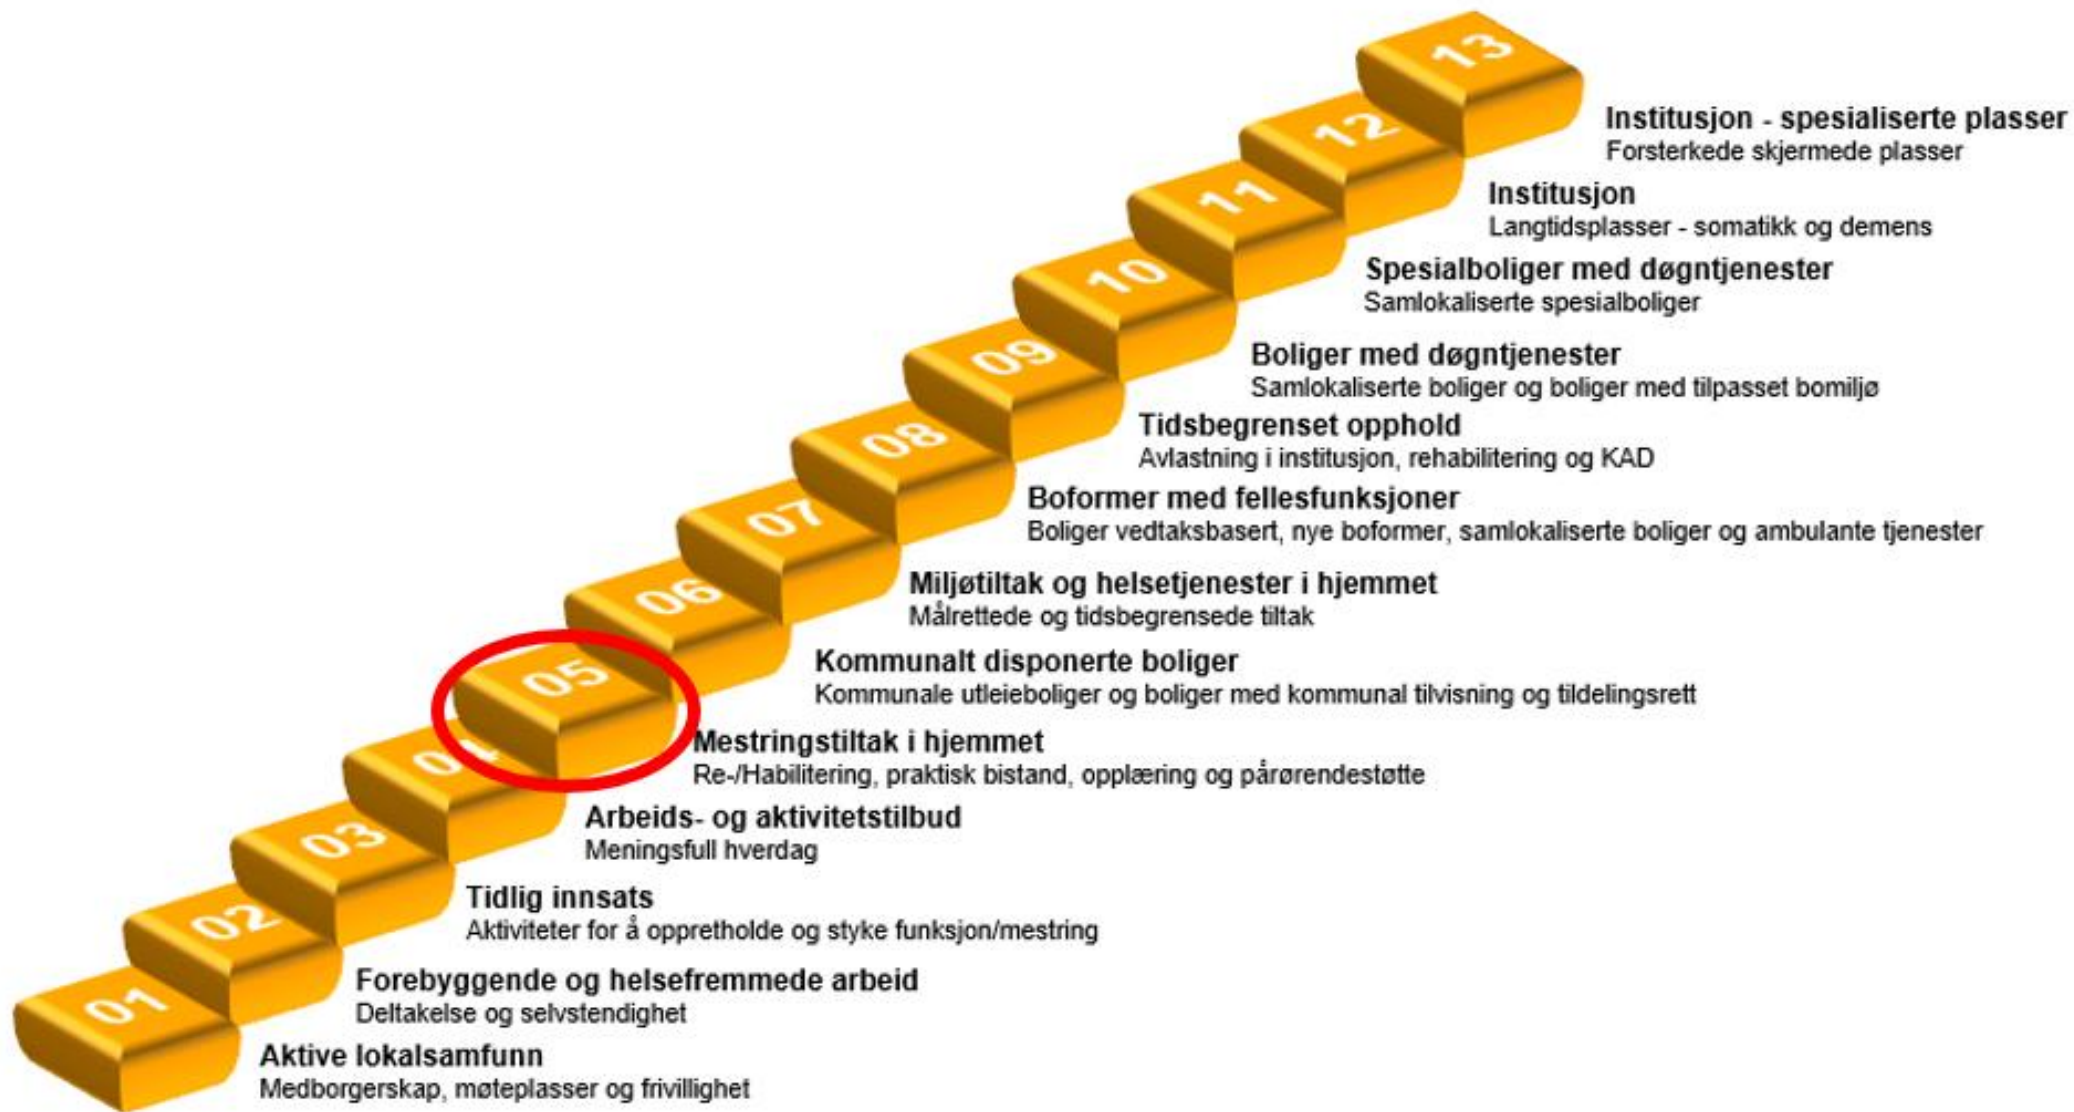 13
Institusjon - spesialiserte plasser
Forsterkede skjermede plasser
12
Institusjon
Langtidsplasser - somatikk og demens
11
Spesialboliger med døgntjenester
Samlokaliserte spesialboliger
10
Boliger med døgntjenester
Samlokaliserte boliger og boliger med tilpasset bomiljø
09
Tidsbegrenset opphold
Avlastning i institusjon, rehabilitering og KAD
08
Boformer med fellesfunksjoner
Boliger vedtaksbasert, nye boformer, samlokaliserte boliger og ambulante tjenester
07
Miljøtiltak og helsetjenester i hjemmet
Målrettede og tidsbegrensede tiltak
06
Kommunalt disponerte boliger
Kommunale utleieboliger og boliger med kommunal tilvisning og tildelingsrett
05
Mestringstiltak i hjemmet
Re-/Habilitering, praktisk bistand, opplæring og pårørendestøtte
04
Arbeids- og aktivitetstilbud
Meningsfull hverdag
03
Tidlig innsats
Aktiviteter for å oppretholde og styke funksjon/mestring
02
Forebyggende og helsefremmede arbeid
Deltakelse og selvstendighet
01
Aktive lokalsamfunn
Medborgerskap, møteplasser og frivillighet